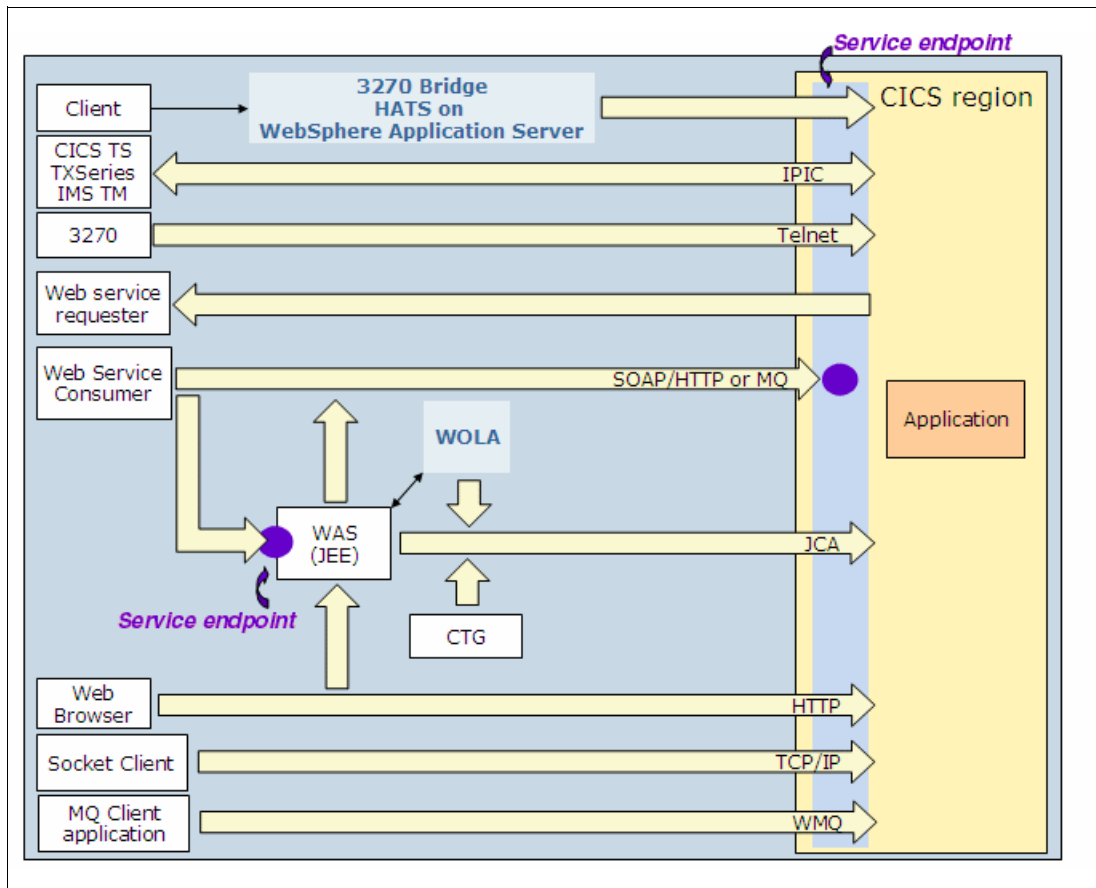 Service endpoint
CICS region
Client
3270 Bridge
HATS on
WebSphere Application Server
CICS TS
TXSeries
IMS TM
IPIC
3270
Telnet
Web service
requester
Web Service
Consumer
SOAP/HTTP or MQ
Application
WOLA
WAS
(JEE)
JCA
Service endpoint
CTG
Web
Browser
HTTP
Socket Client
TCP/IP
MQ Client
application
WMQ